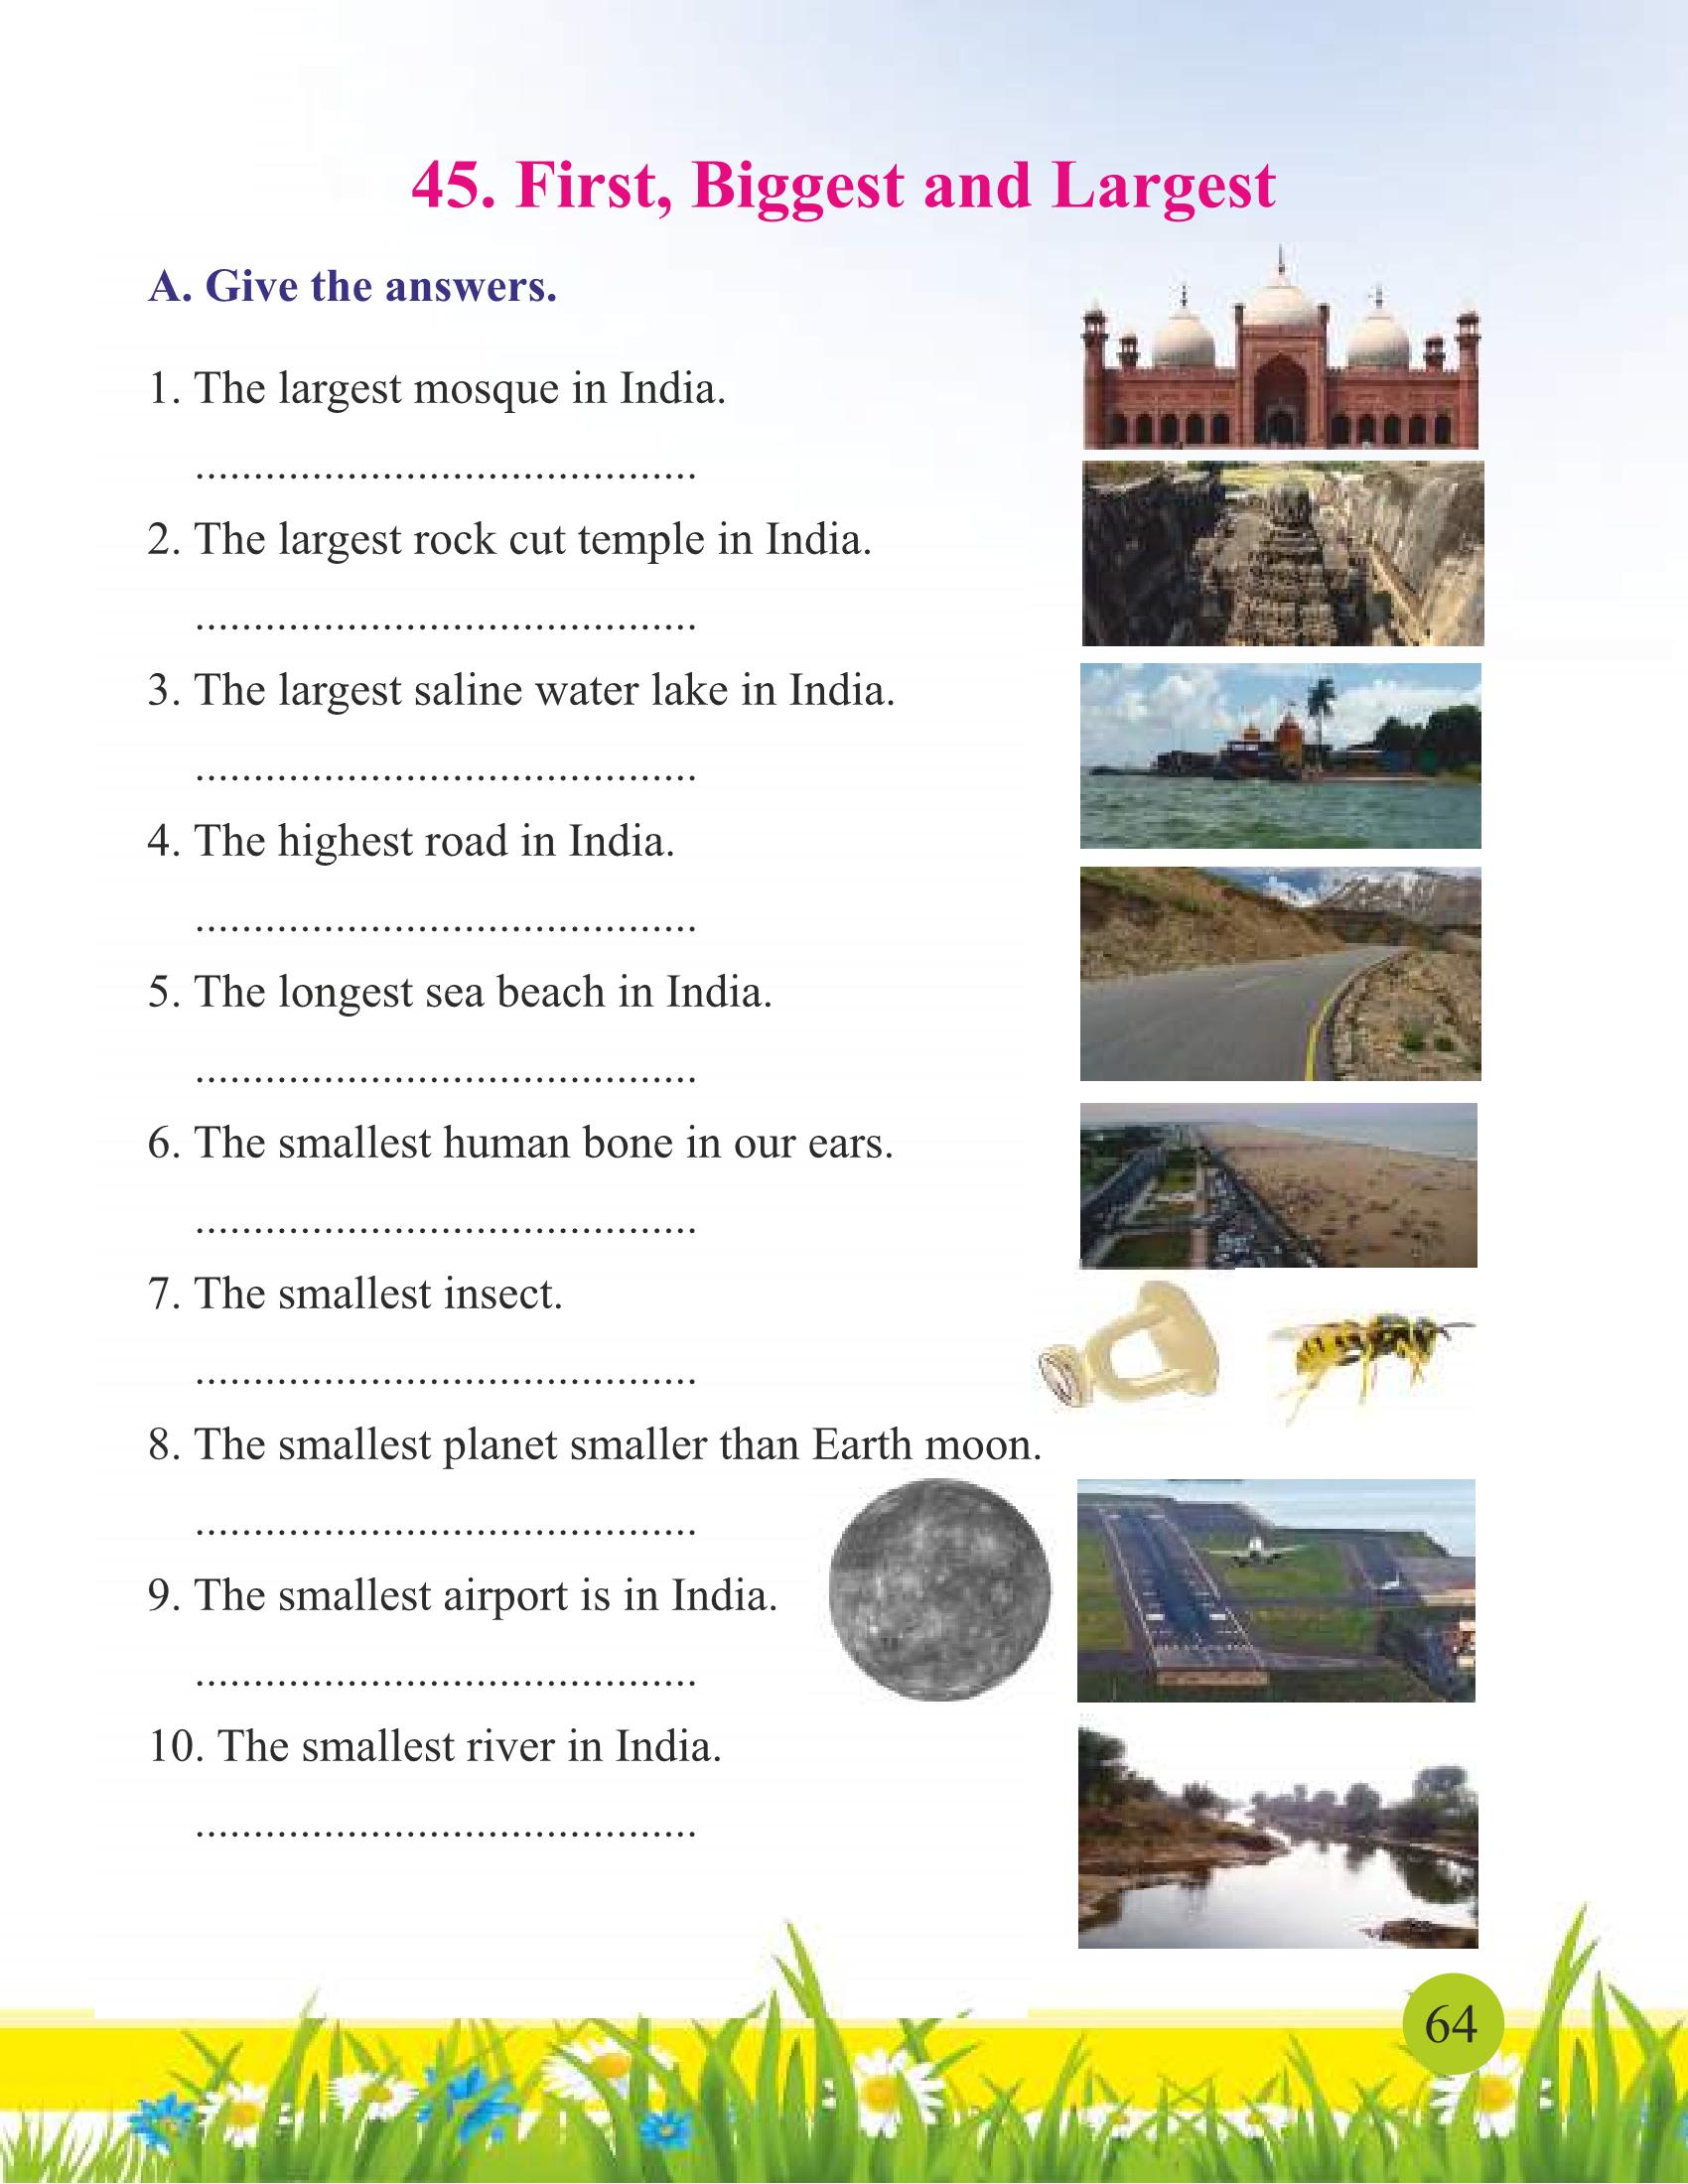 45. First, Biggest and Largest
A. Give the answers.
1. The largest mosque in India.
...........................................
2. The largest rock cut temple in India.
...........................................
3. The largest saline water lake in India.
...........................................
4. The highest road in India.
...........................................
5. The longest sea beach in India.
...........................................
6. The smallest human bone in our ears.
...........................................
7. The smallest insect.
...........................................
8. The smallest planet smaller than Earth moon.
...........................................
9. The smallest airport is in India.
...........................................
10. The smallest river in India.
...........................................
64